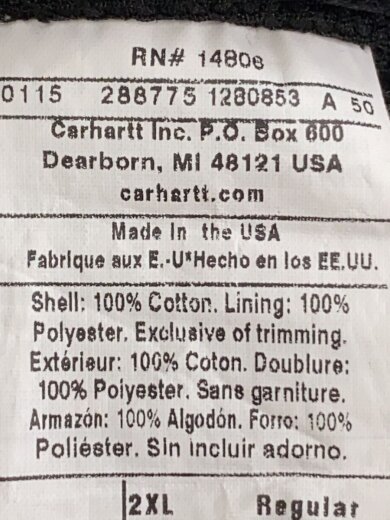 RN# 14806
0115 288775 1280853 A 50
Carhartt Inc. P.O. Box 600
Dearborn, MI 48121 USA
carhartt.com
Made In the USA
Fabrique aux E.-U*Hecho en los EE.UU.
Shell: 100% Cotton. Lining: 100%
Polyester. Exclusive of trimming.
Extérieur: 100% Coton. Doublure:
100% Polyester. Sans garniture.
Armazón: 100% Algodón. Forro: 100%
Poliéster. Sin incluir adorno.
2XL Regular